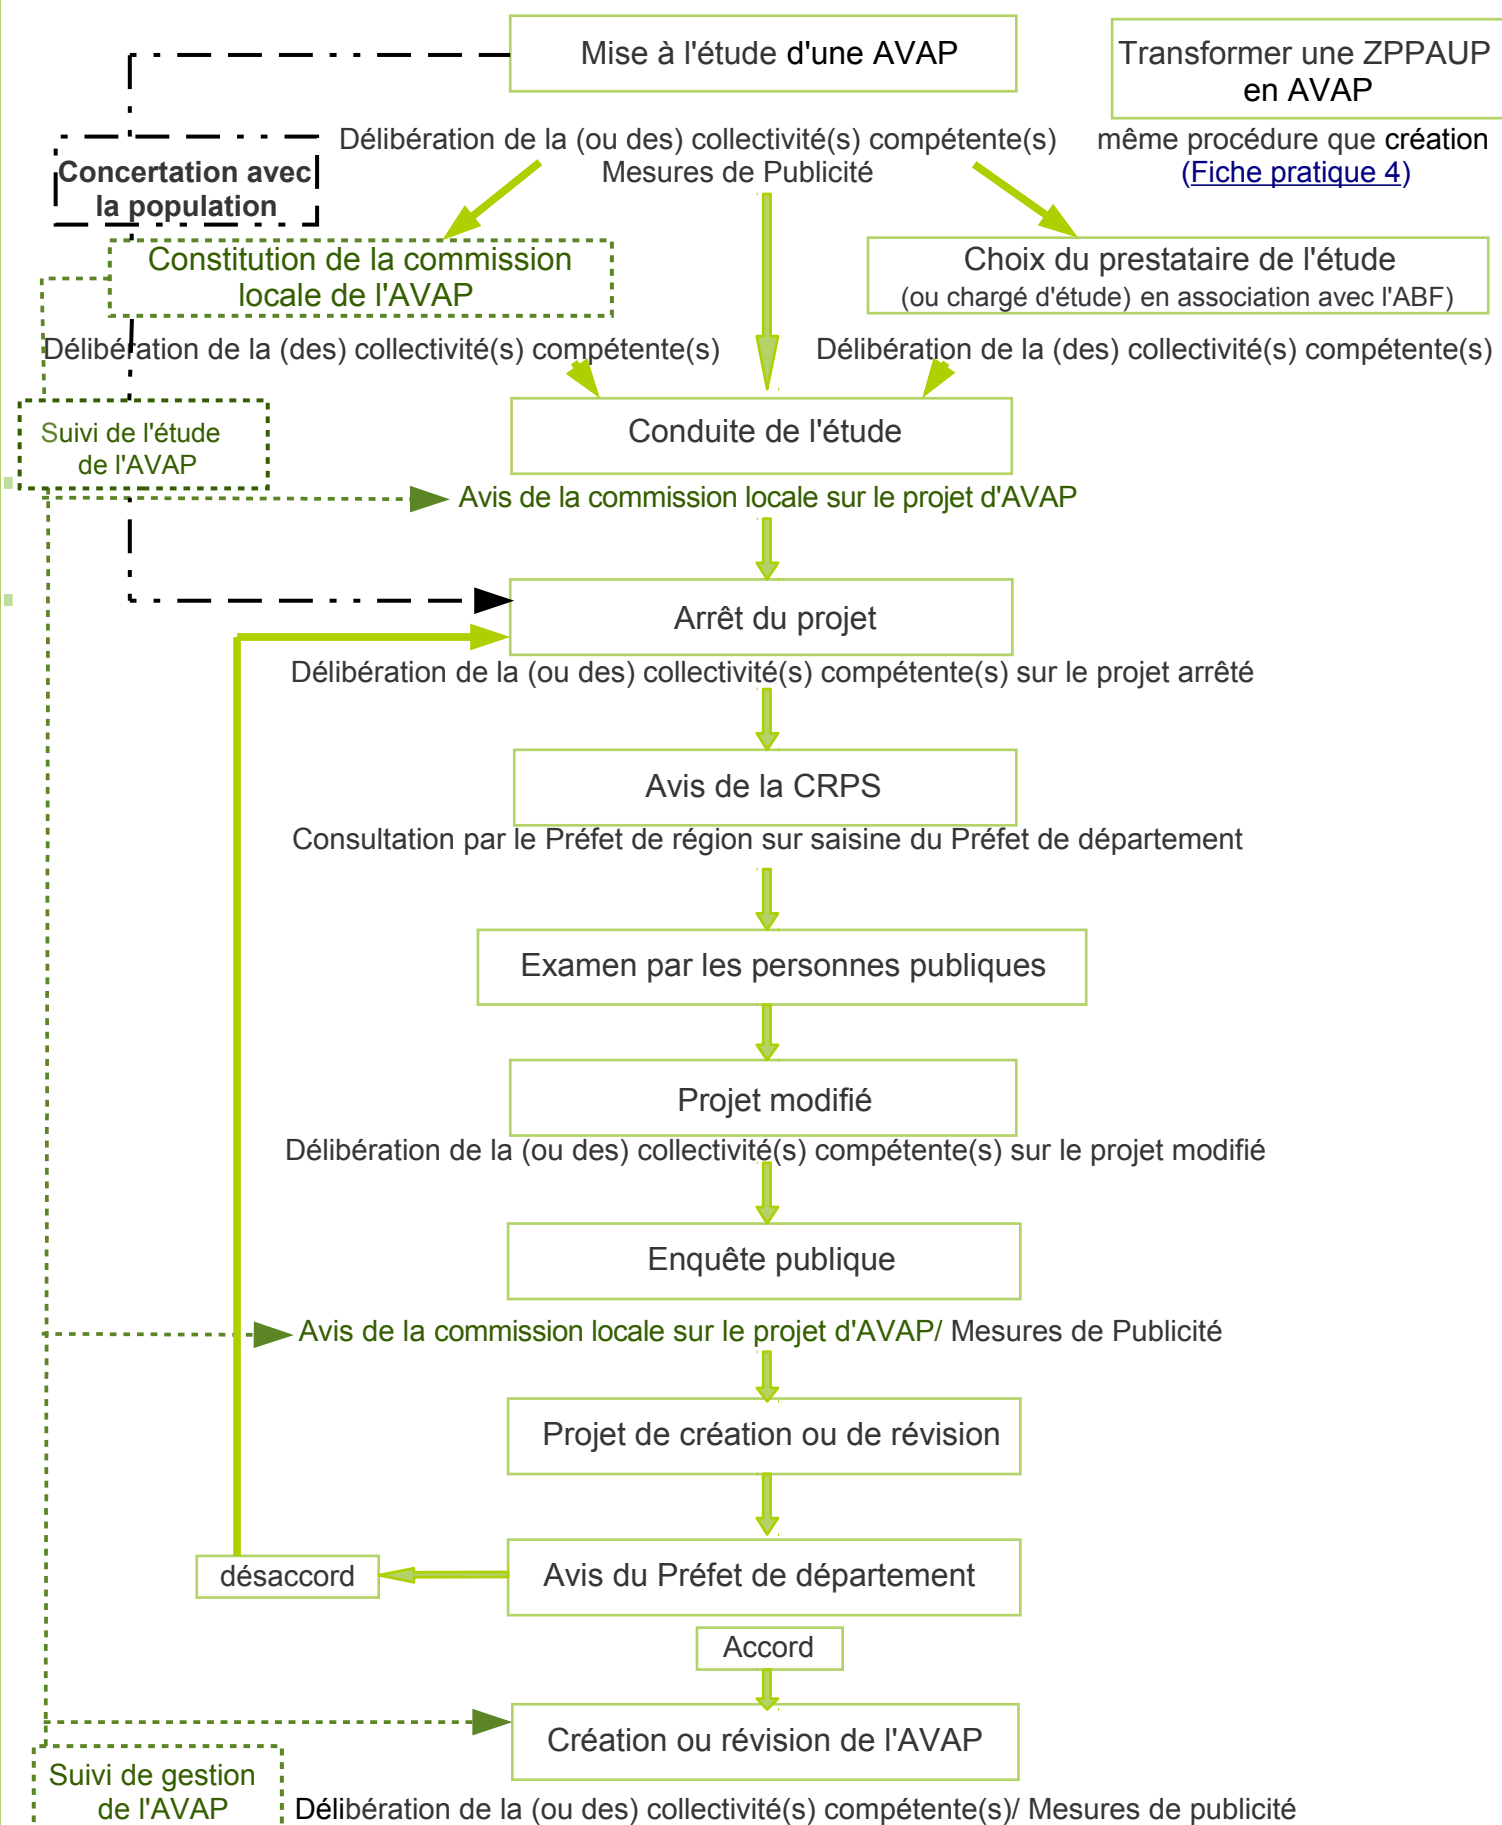 Mise à l'étude d'une AVAP
Transformer une ZPPAUP
en AVAP
Délibération de la (ou des) collectivité(s) compétente(s)
Mesures de Publicité
même procédure que création
(Fiche pratique 4)
Concertation avec
la population
Constitution de la commission
locale de l'AVAP
Choix du prestataire de l'étude
(ou chargé d'étude) en association avec l'ABF)
Délibération de la (des) collectivité(s) compétente(s)
Délibération de la (des) collectivité(s) compétente(s)
Suivi de l'étude
de l'AVAP
Conduite de l'étude
Avis de la commission locale sur le projet d'AVAP
Arrêt du projet
Délibération de la (ou des) collectivité(s) compétente(s) sur le projet arrêté
Avis de la CRPS
Consultation par le Préfet de région sur saisine du Préfet de département
Examen par les personnes publiques
Projet modifié
Délibération de la (ou des) collectivité(s) compétente(s) sur le projet modifié
Enquête publique
Avis de la commission locale sur le projet d'AVAP/ Mesures de Publicité
Projet de création ou de révision
désaccord
Avis du Préfet de département
Accord
Création ou révision de l'AVAP
Suivi de gestion
de l'AVAP
Délibération de la (ou des) collectivité(s) compétente(s)/ Mesures de publicité